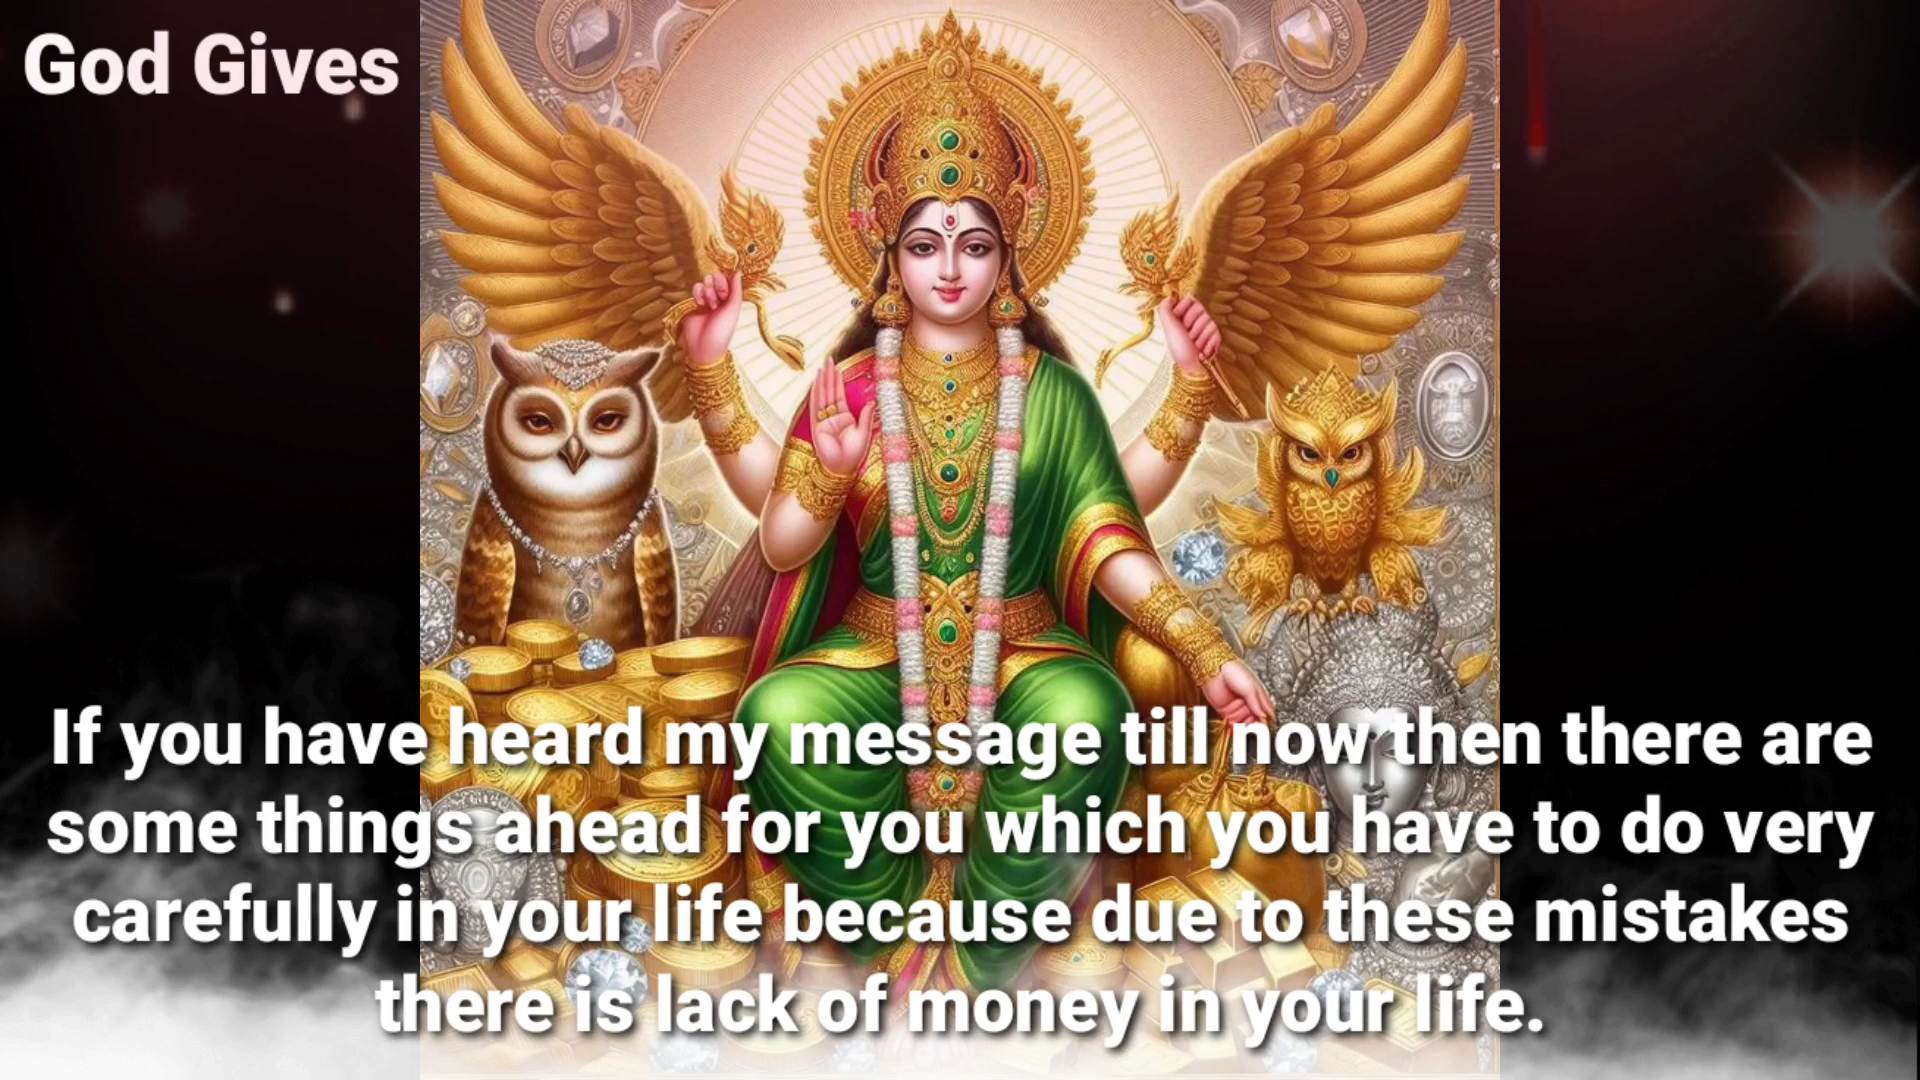 God Gives
If you have heard my message till now then there are
some things ahead for you which you have to do very
carefully in your life because due to these mistakes
there is lack of money in your life.